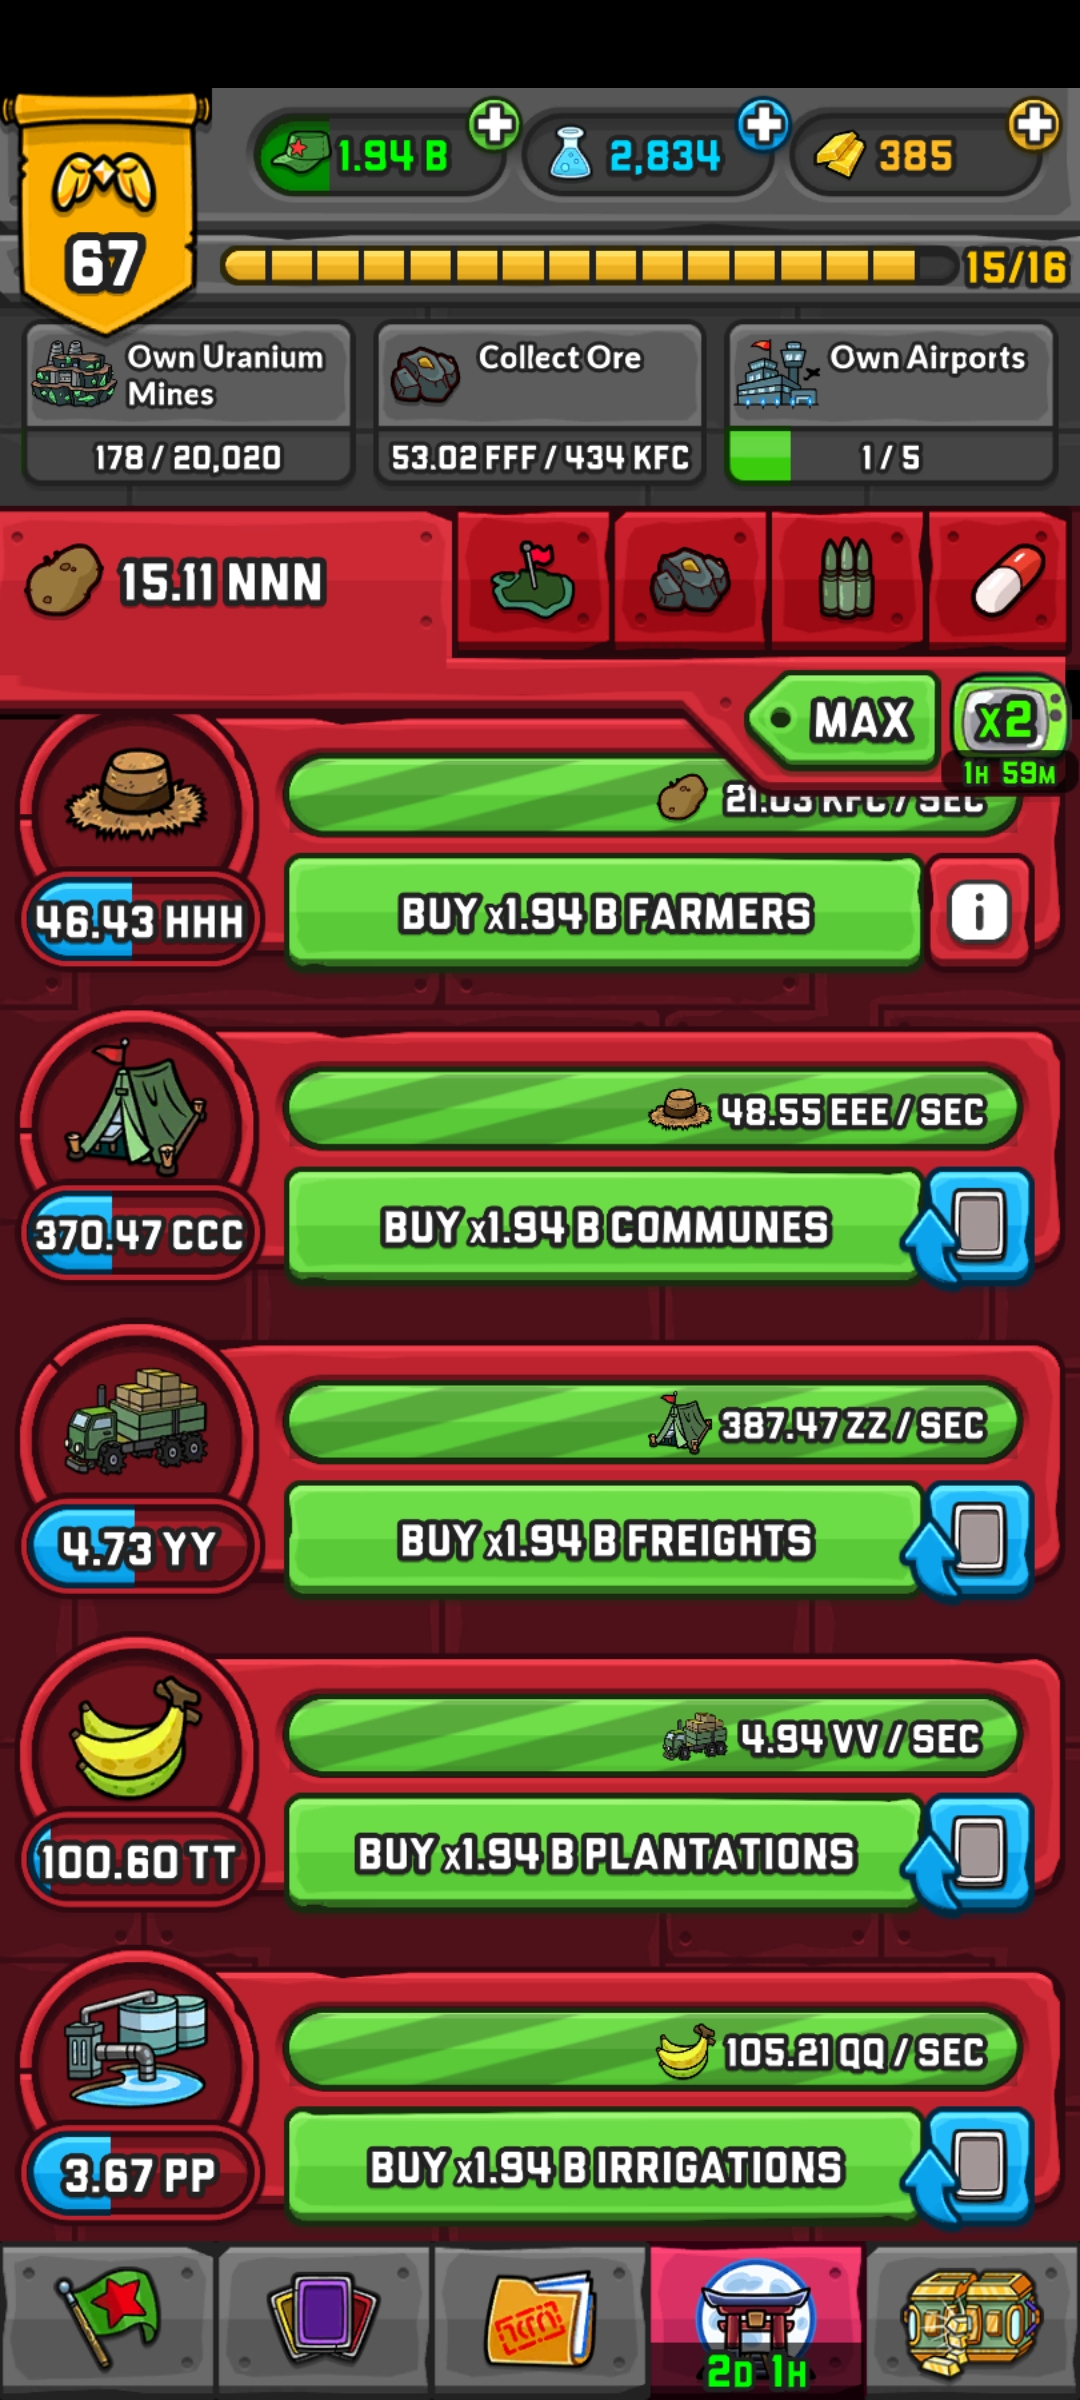 1.94 B
2,834
385
67
15/16
Own Uranium
Mines
178 / 20,020
Collect Ore
53.02 FFF / 434 KFC
Own Airports
1 / 5
15.11 NNN
MAX
x2
1H 59M
21.03 KFC / SEC
46.43 HHH
BUY x1.94 B FARMERS
i
48.55 EEE / SEC
370.47 CCC
BUY x1.94 B COMMUNES
387.47 ZZ / SEC
4.73 YY
BUY x1.94 B FREIGHTS
4.94 VV / SEC
100.60 TT
BUY x1.94 B PLANTATIONS
105.21 QQ / SEC
3.67 PP
BUY x1.94 B IRRIGATIONS
2D 1H